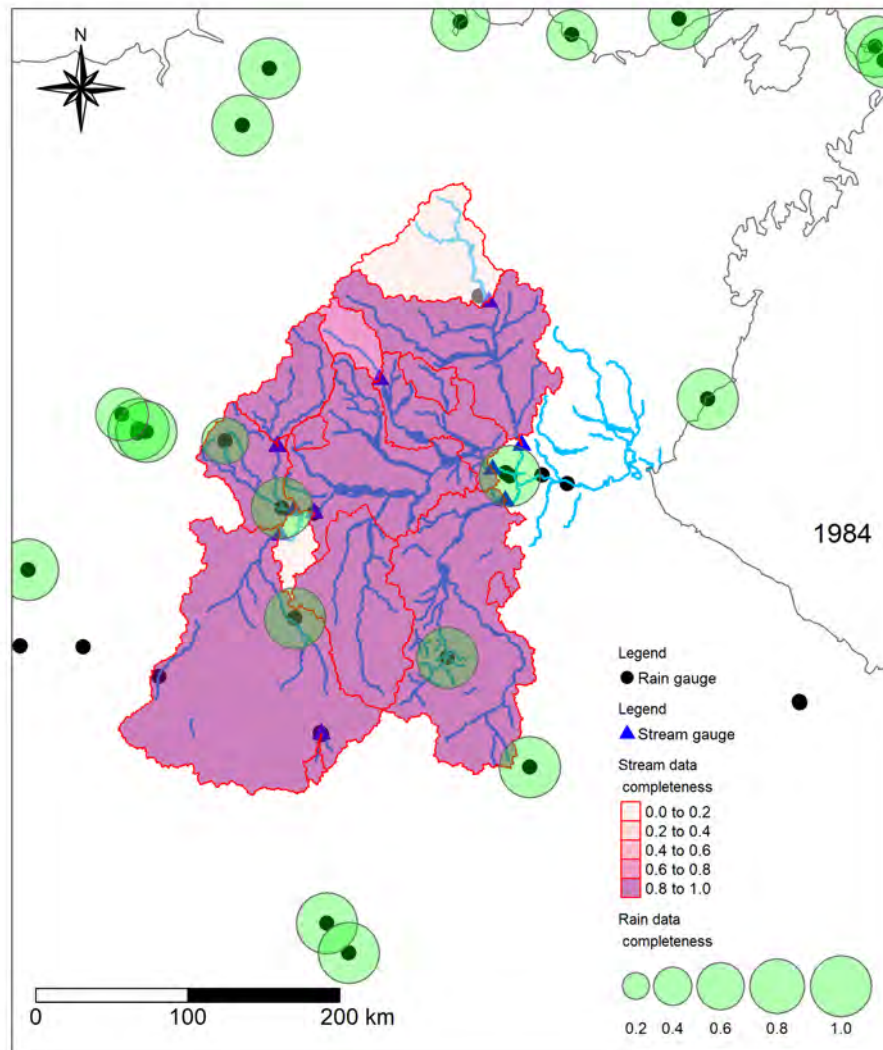 N
1984
Legend
Rain gauge
Legend
Stream gauge
Stream data
completeness
0.0 to 0.2
0.2 to 0.4
0.4 to 0.6
0.6 to 0.8
0.8 to 1.0
Rain data
completeness
0.2 0.4 0.6 0.8 1.0
0 100 200 km